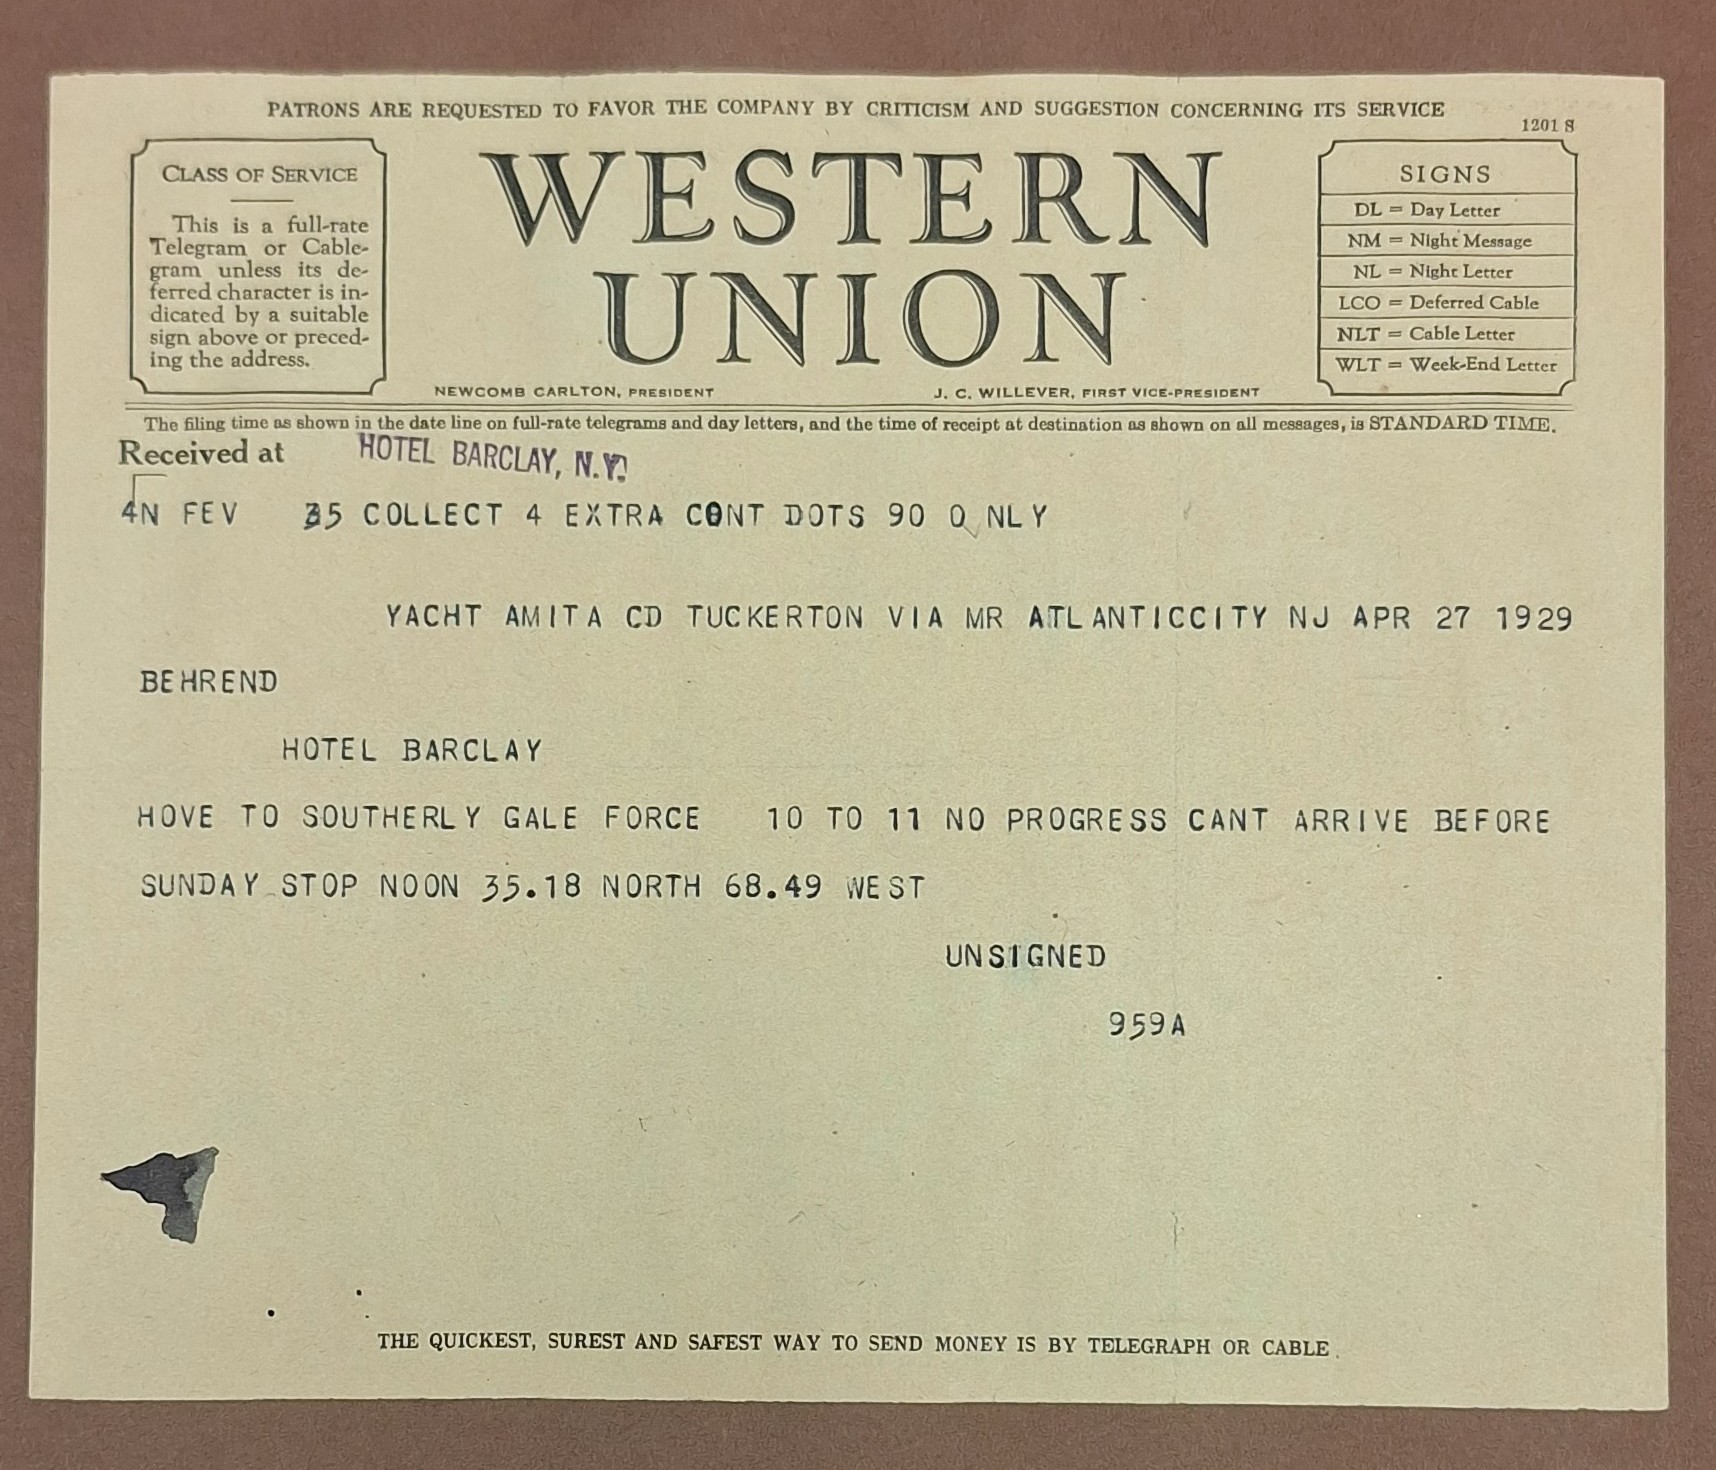 PATRONS ARE REQUESTED TO FAVOR THE COMPANY BY CRITICISM AND SUGGESTION CONCERNING ITS SERVICE
1201 S
CLASS OF SERVICE
This is a full-rate
Telegram or Cable-
gram unless its de-
ferred character is in-
dicated by a suitable
sign above or preced-
ing the address.
WESTERN
UNION
NEWCOMB CARLTON, PRESIDENT
J. C. WILLEVER, FIRST VICE-PRESIDENT
SIGNS
DL = Day Letter
NM = Night Message
NL = Night Letter
LCO = Deferred Cable
NLT = Cable Letter
WLT = Week-End Letter
The filing time as shown in the date line on full-rate telegrams and day letters, and the time of receipt at destination as shown on all messages, is STANDARD TIME.
Received at HOTEL BARCLAY, N.Y.
4N FEV 35 COLLECT 4 EXTRA CONT DOTS 90 O NLY
YACHT AMITA CD TUCKERTON VIA MR ATLANTICCITY NJ APR 27 1929
BEHREND
HOTEL BARCLAY
HOVE TO SOUTHERLY GALE FORCE 10 TO 11 NO PROGRESS CANT ARRIVE BEFORE
SUNDAY STOP NOON 35.18 NORTH 68.49 WEST
UNSIGNED
959A
THE QUICKEST, SUREST AND SAFEST WAY TO SEND MONEY IS BY TELEGRAPH OR CABLE